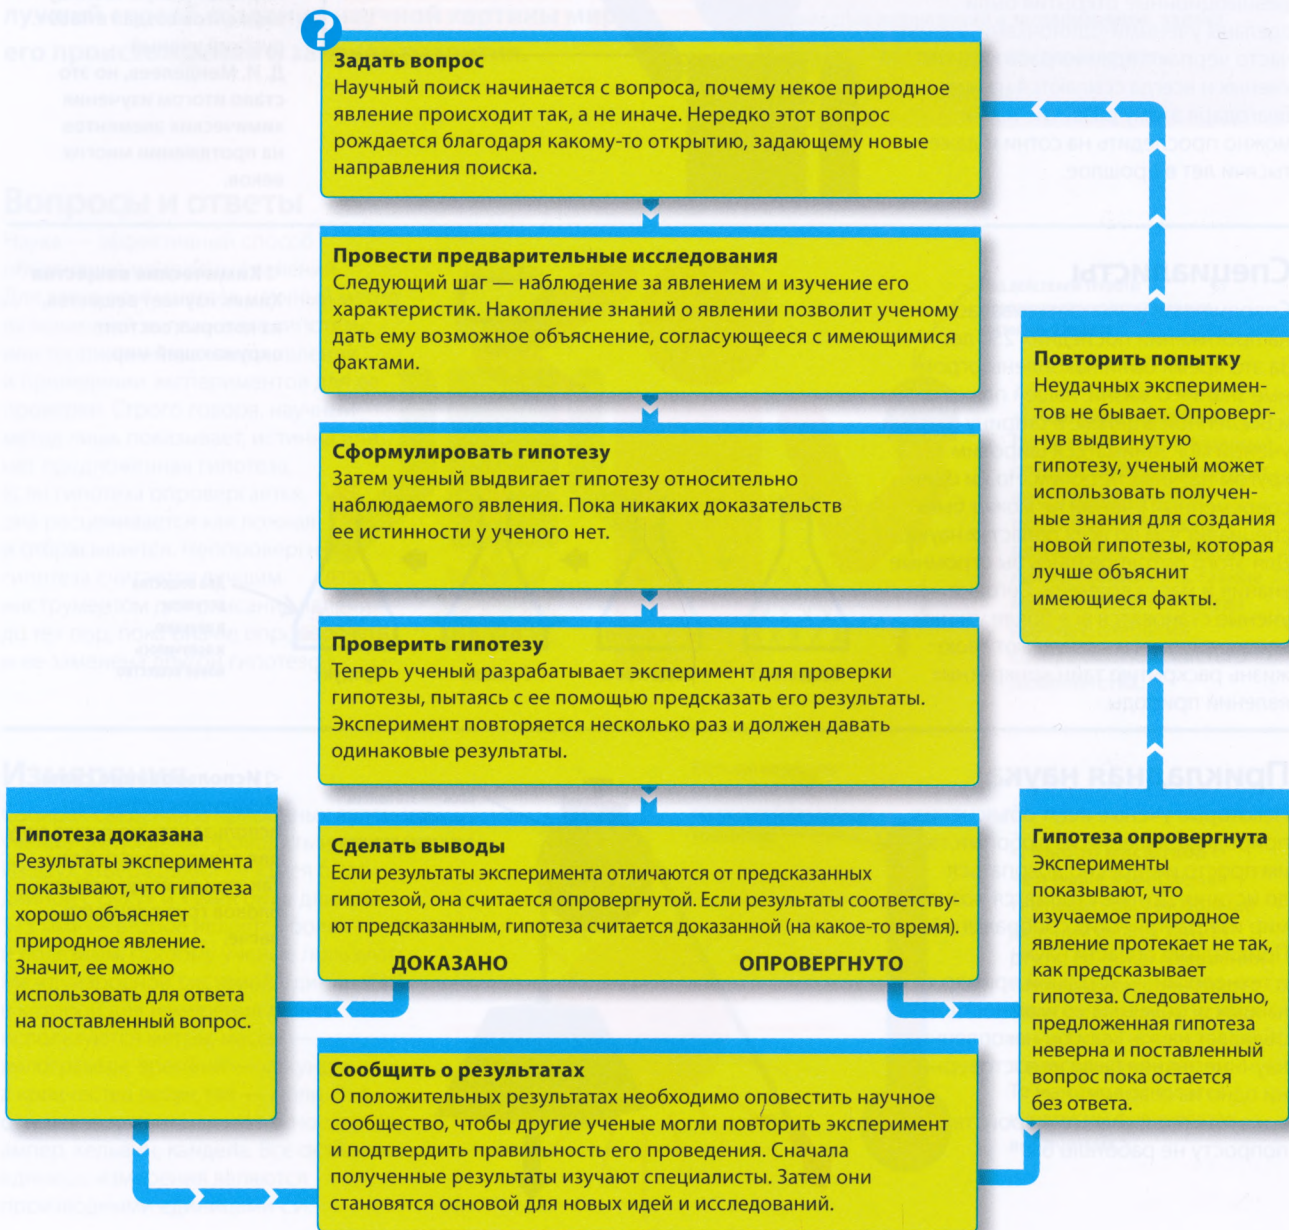 ?
Задать вопрос
Научный поиск начинается с вопроса, почему некое природное
явление происходит так, а не иначе. Нередко этот вопрос
рождается благодаря какому-то открытию, задающему новые
направления поиска.
Провести предварительные исследования
Следующий шаг — наблюдение за явлением и изучение его
характеристик. Накопление знаний о явлении позволит ученому
дать ему возможное объяснение, согласующееся с имеющимися
фактами.
Сформулировать гипотезу
Затем ученый выдвигает гипотезу относительно
наблюдаемого явления. Пока никаких доказательств
ее истинности у ученого нет.
Проверить гипотезу
Теперь ученый разрабатывает эксперимент для проверки
гипотезы, пытаясь с ее помощью предсказать его результаты.
Эксперимент повторяется несколько раз и должен давать
одинаковые результаты.
Сделать выводы
Если результаты эксперимента отличаются от предсказанных
гипотезой, она считается опровергнутой. Если результаты соответству-
ют предсказанным, гипотеза считается доказанной (на какое-то время).
ДОКАЗАНО ОПРОВЕРГНУТО
Гипотеза доказана
Результаты эксперимента
показывают, что гипотеза
хорошо объясняет
природное явление.
Значит, ее можно
использовать для ответа
на поставленный вопрос.
Сообщить о результатах
О положительных результатах необходимо оповестить научное
сообщество, чтобы другие ученые могли повторить эксперимент
и подтвердить правильность его проведения. Сначала
полученные результаты изучают специалисты. Затем они
становятся основой для новых идей и исследований.
Гипотеза опровергнута
Эксперименты
показывают, что
изучаемое природное
явление протекает не так,
как предсказывает
гипотеза. Следовательно,
предложенная гипотеза
неверна и поставленный
вопрос пока остается
без ответа.
Повторить попытку
Неудачных эксперимен-
тов не бывает. Опроверг-
нув выдвинутую
гипотезу, ученый может
использовать получен-
ные знания для создания
новой гипотезы, которая
лучше объяснит
имеющиеся факты.